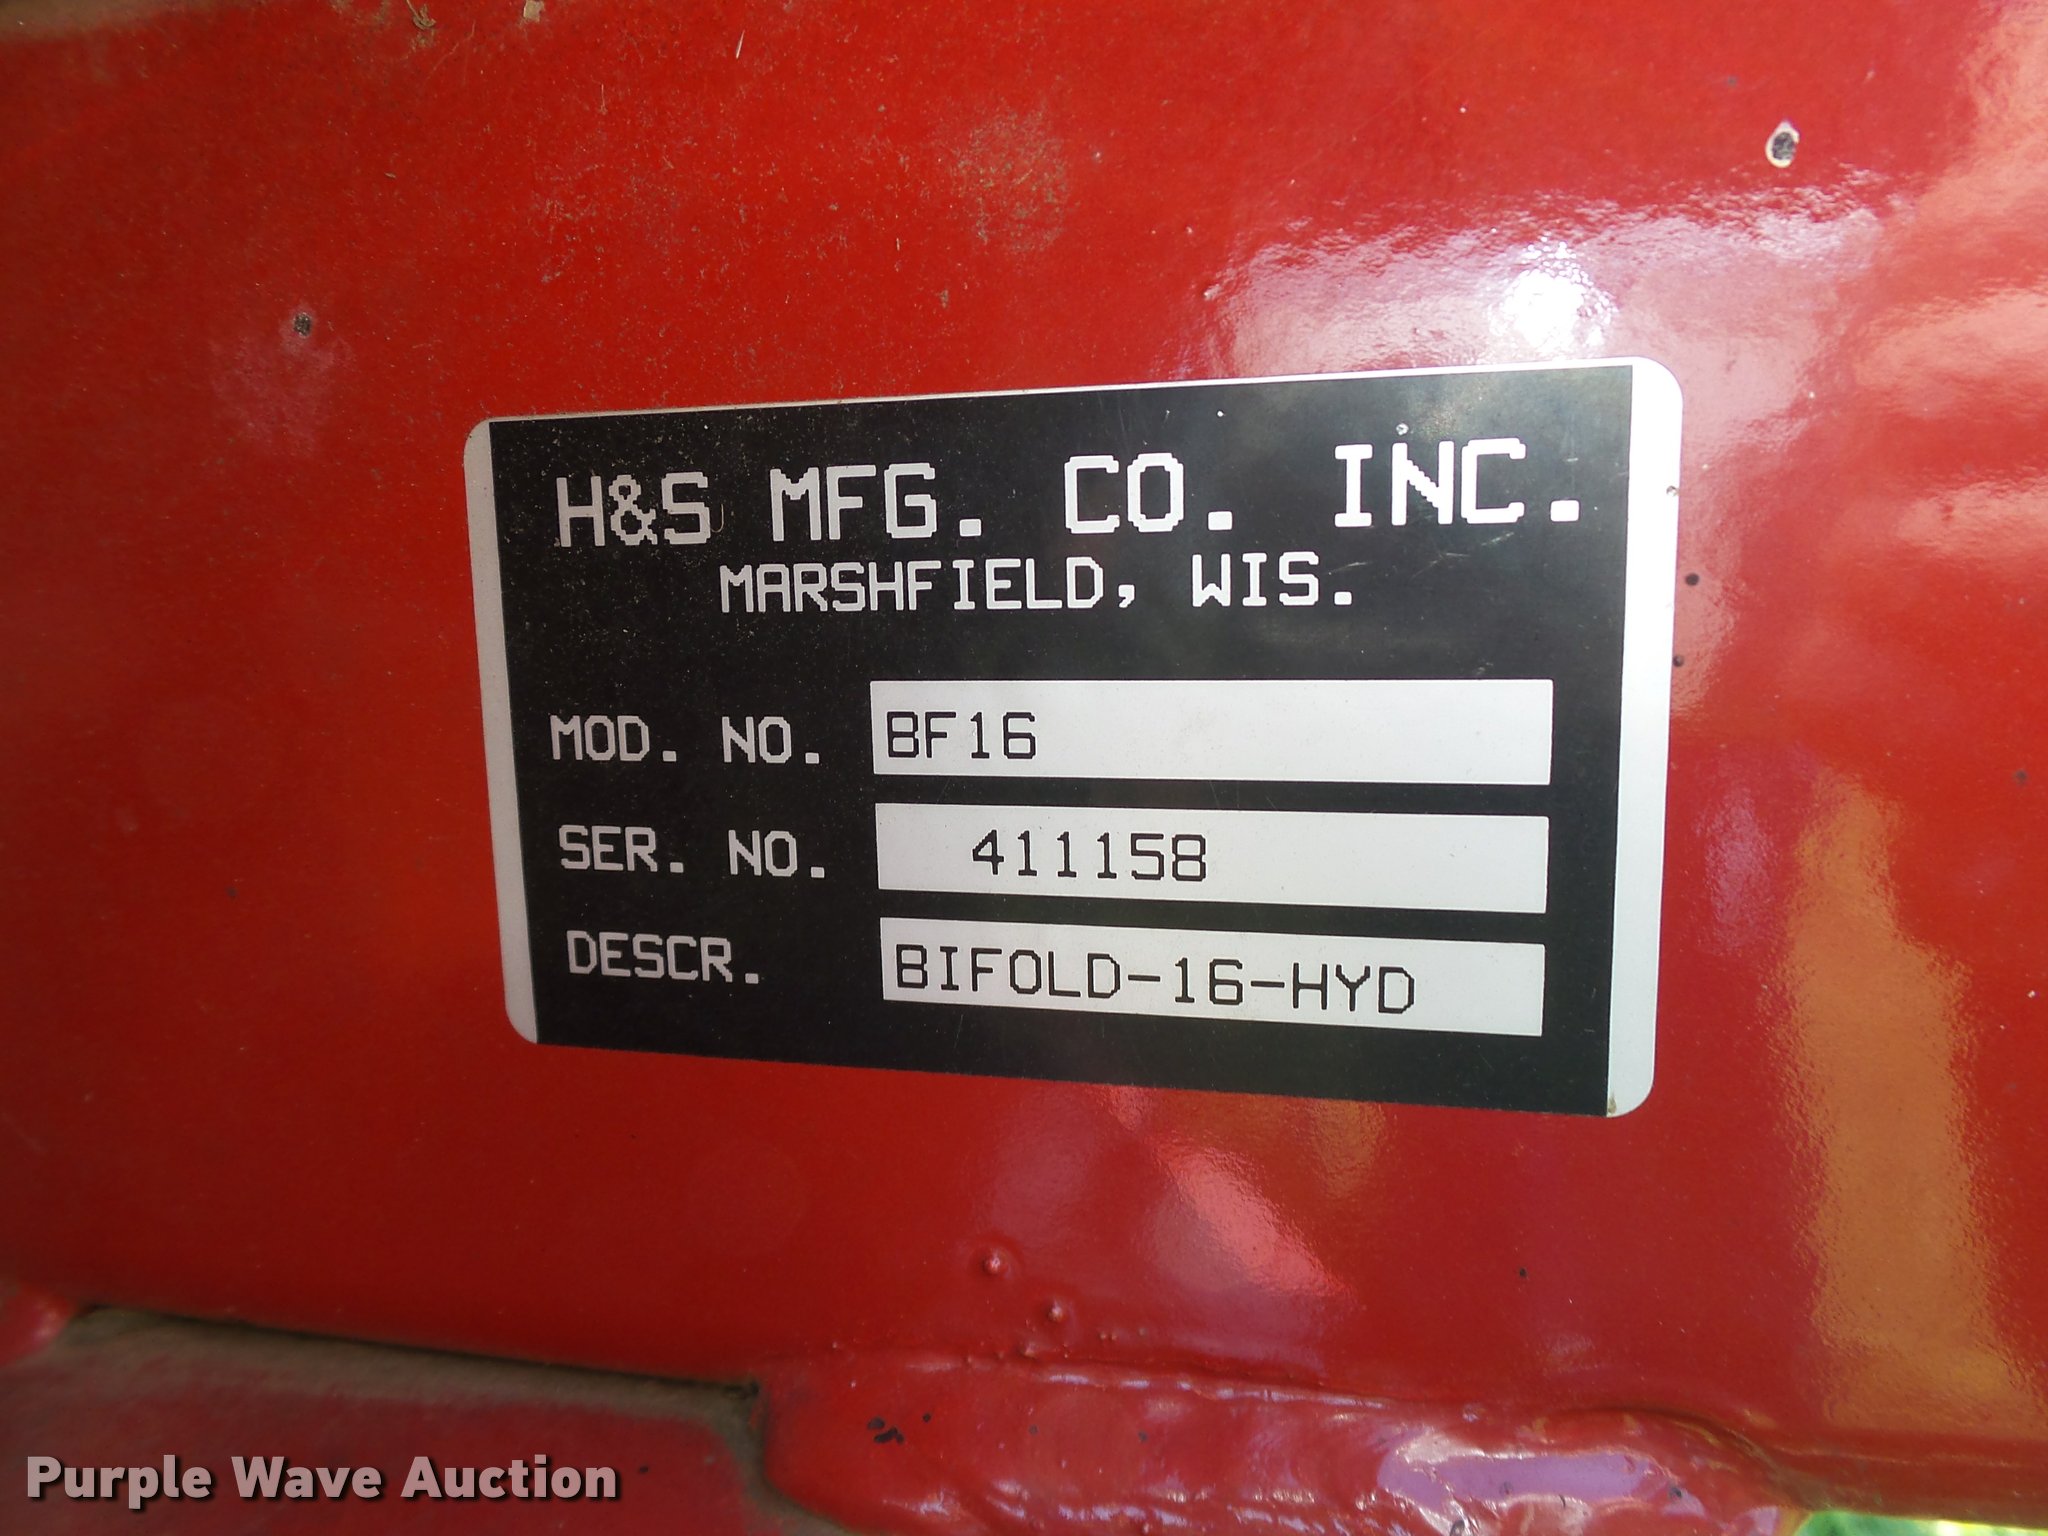 H&S MFG. CO. INC.
MARSHFIELD, WIS.
MOD. NO. BF16
SER. NO. 411158
DESCR. BIFOLD-16-HYD
Purple Wave Auction